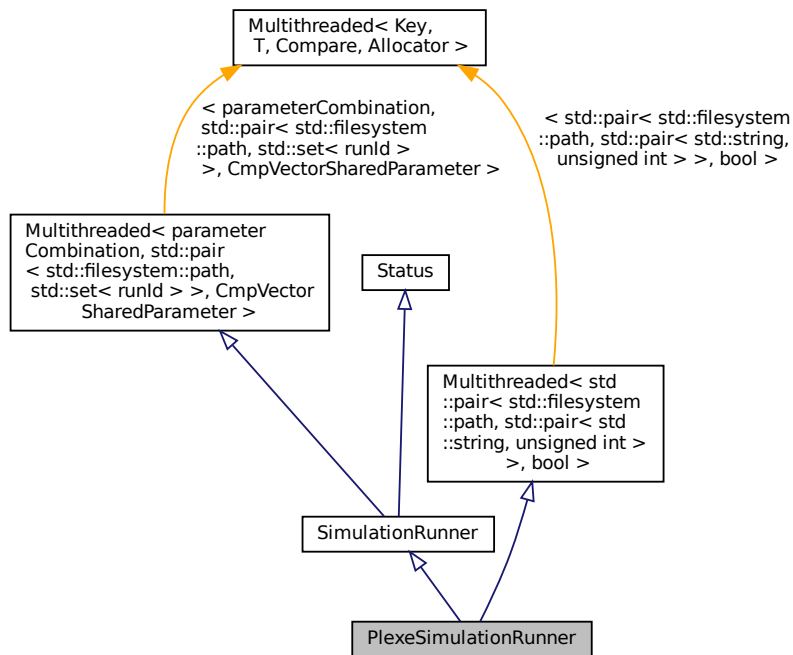 Multithreaded< Key,
T, Compare, Allocator >
< parameterCombination,
std::pair< std::filesystem
::path, std::set< runId >
>, CmpVectorSharedParameter >
< std::pair< std::filesystem
::path, std::pair< std::string,
unsigned int > >, bool >
Multithreaded< parameter
Combination, std::pair
< std::filesystem::path,
std::set< runId > >, CmpVector
SharedParameter >
Status
Multithreaded< std
::pair< std::filesystem
::path, std::pair< std
::string, unsigned int >
>, bool >
SimulationRunner
PlexeSimulationRunner